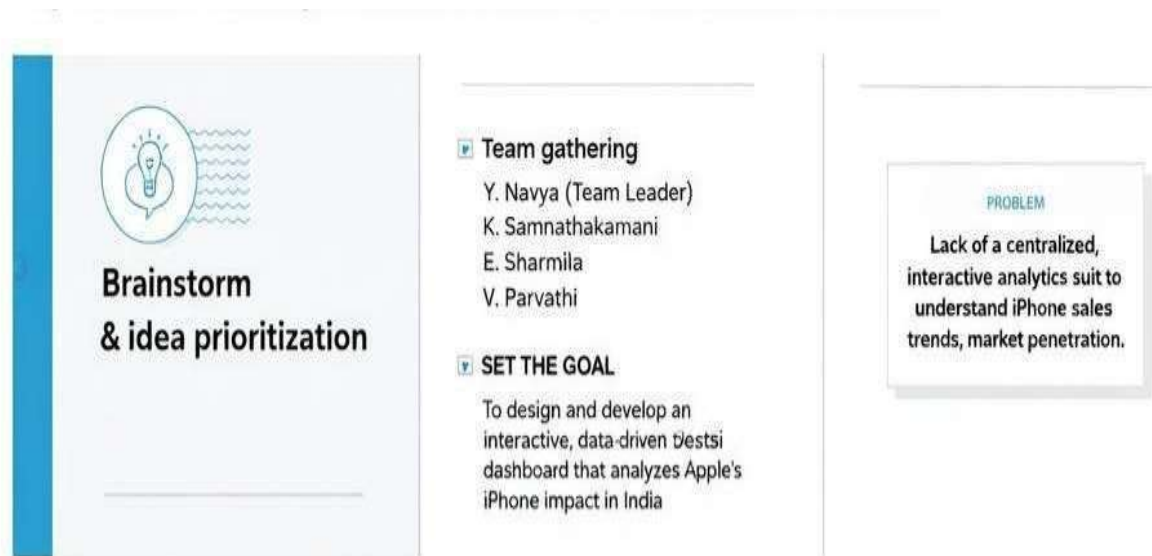 Brainstorm
& idea prioritization
Team gathering
Y. Navya (Team Leader)
K. Samnathakamani
E. Sharmila
V. Parvathi
SET THE GOAL
To design and develop an
interactive, data-driven
dashboard that analyzes Apple's
iPhone impact in India
PROBLEM
Lack of a centralized,
interactive analytics suit to
understand iPhone sales
trends, market penetration.